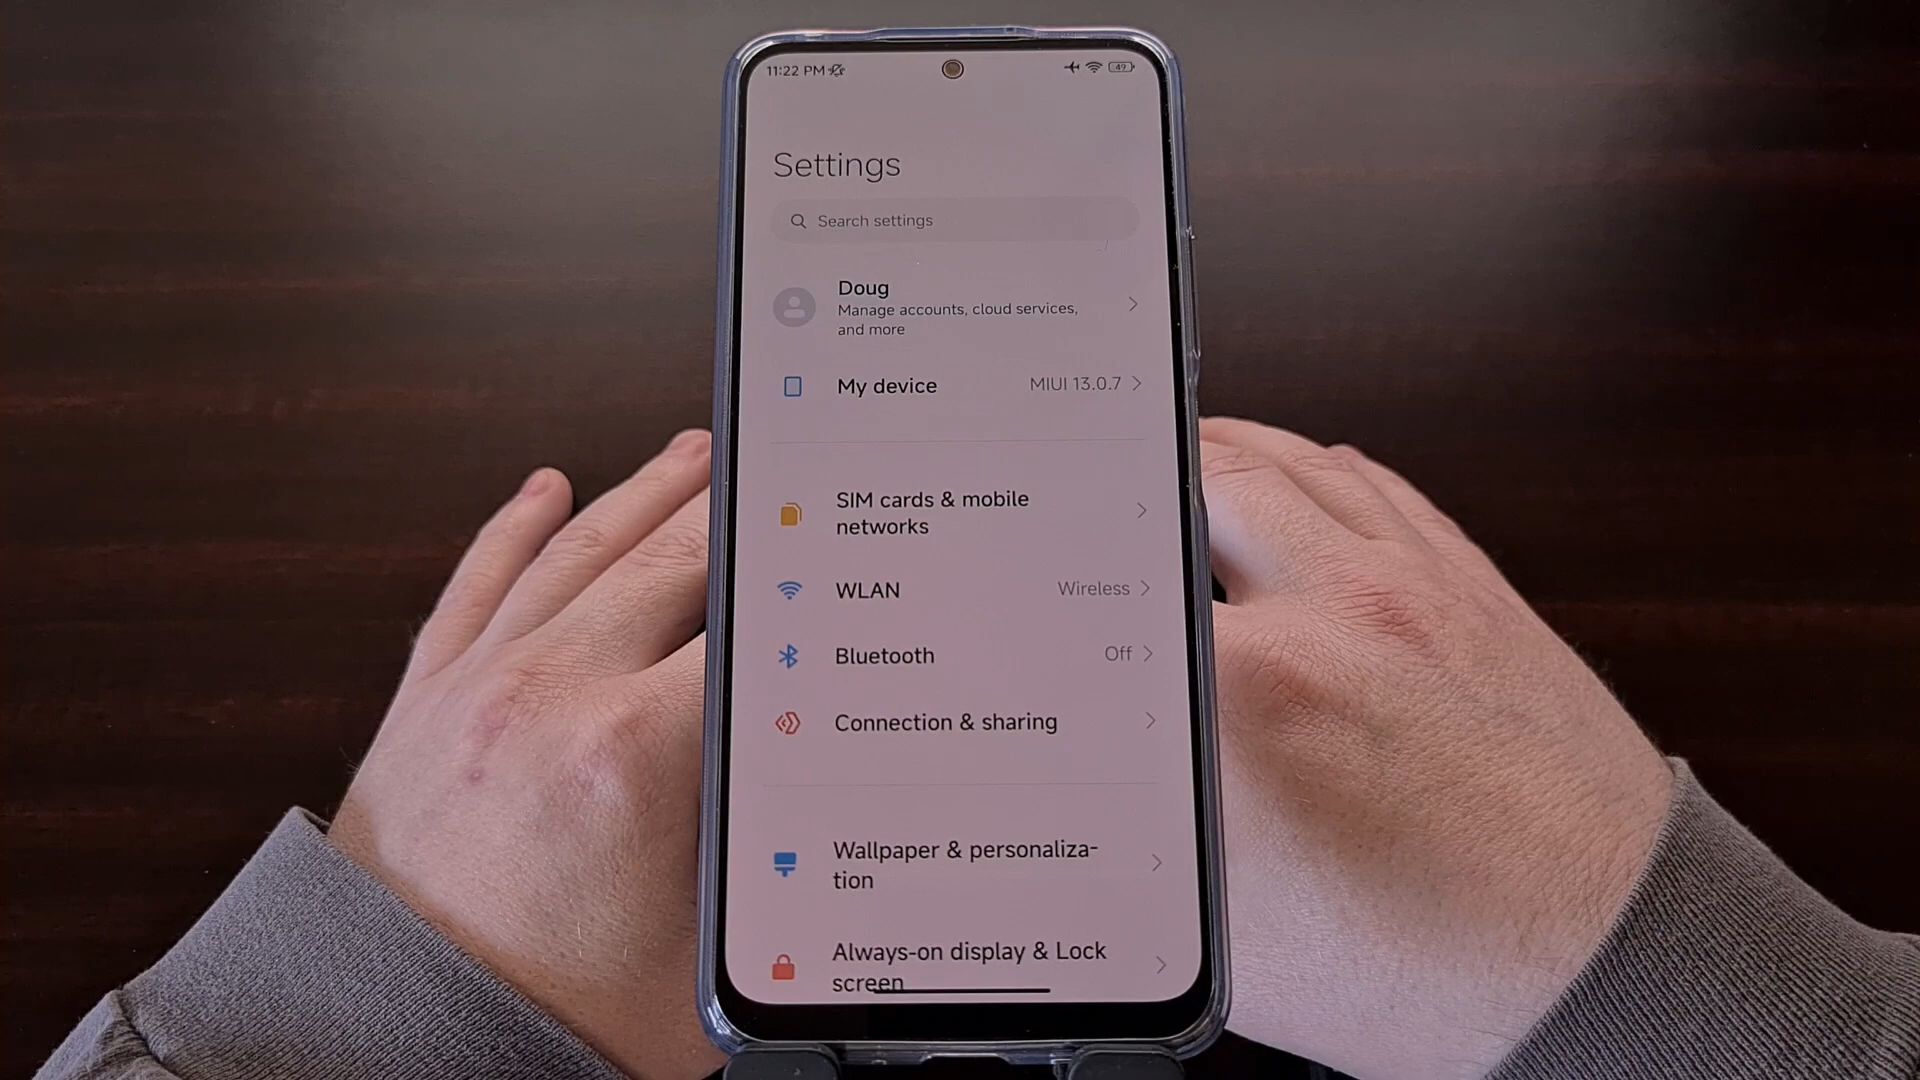 11:22 PM
49
Settings
Search settings
Doug
Manage accounts, cloud services,
and more
My device MIUI 13.0.7
SIM cards & mobile
networks
WLAN Wireless
Bluetooth Off
Connection & sharing
Wallpaper & personaliza-
tion
Always-on display & Lock
screen